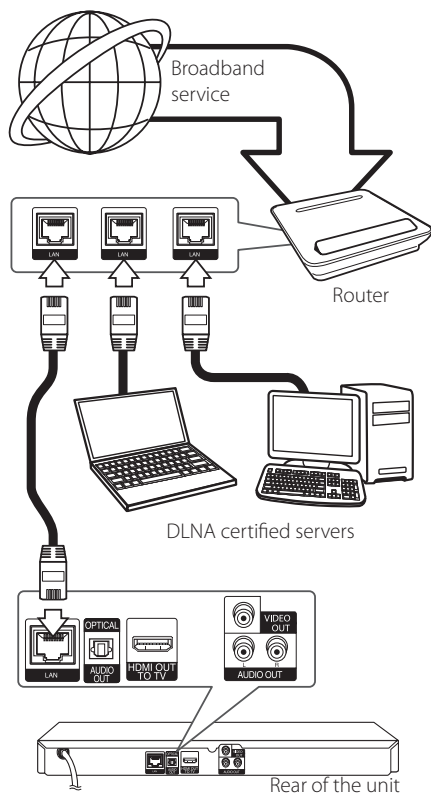 Broadband
service
LAN
LAN
LAN
Router
DLNA certified servers
LAN
OPTICAL
AUDIO
OUT
HDMI OUT
TO TV
VIDEO
OUT
L
R
AUDIO OUT
Rear of the unit